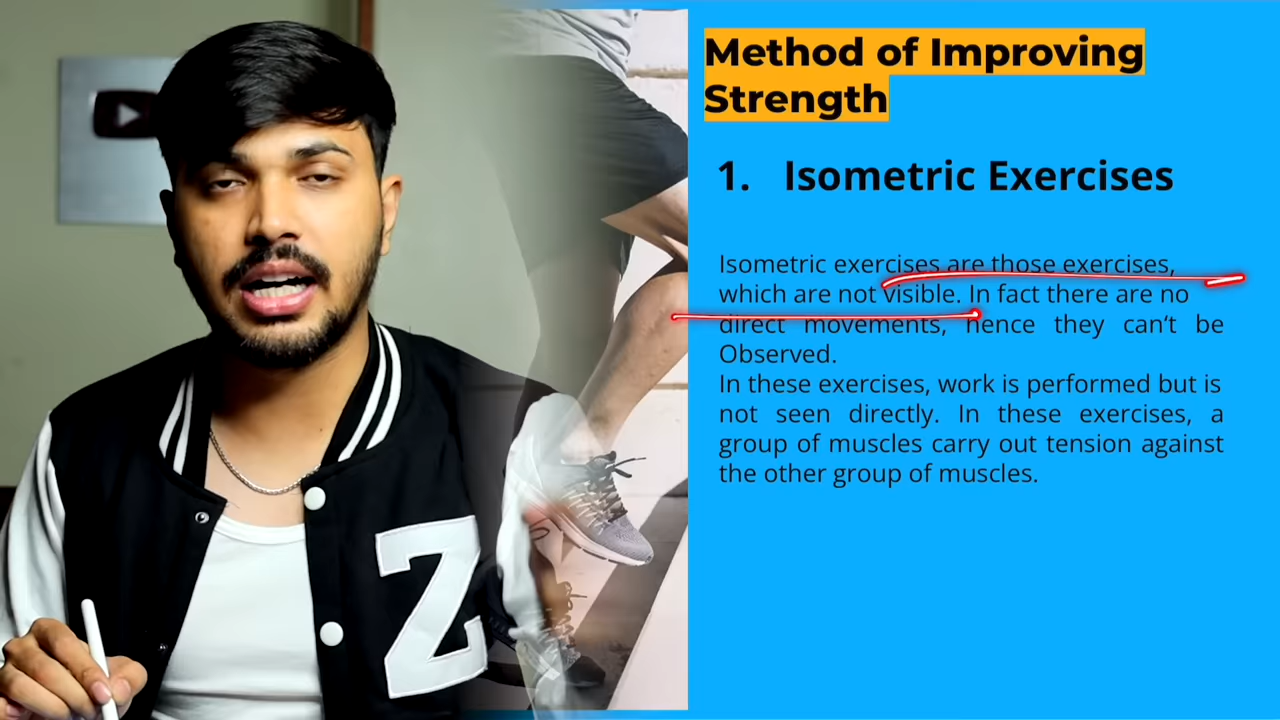 Method of Improving
Strength
1. Isometric Exercises
Isometric exercises are those exercises,
which are not visible. In fact there are no
direct movements, hence they can't be
Observed.
In these exercises, work is performed but is
not seen directly. In these exercises, a
group of muscles carry out tension against
the other group of muscles.
Z